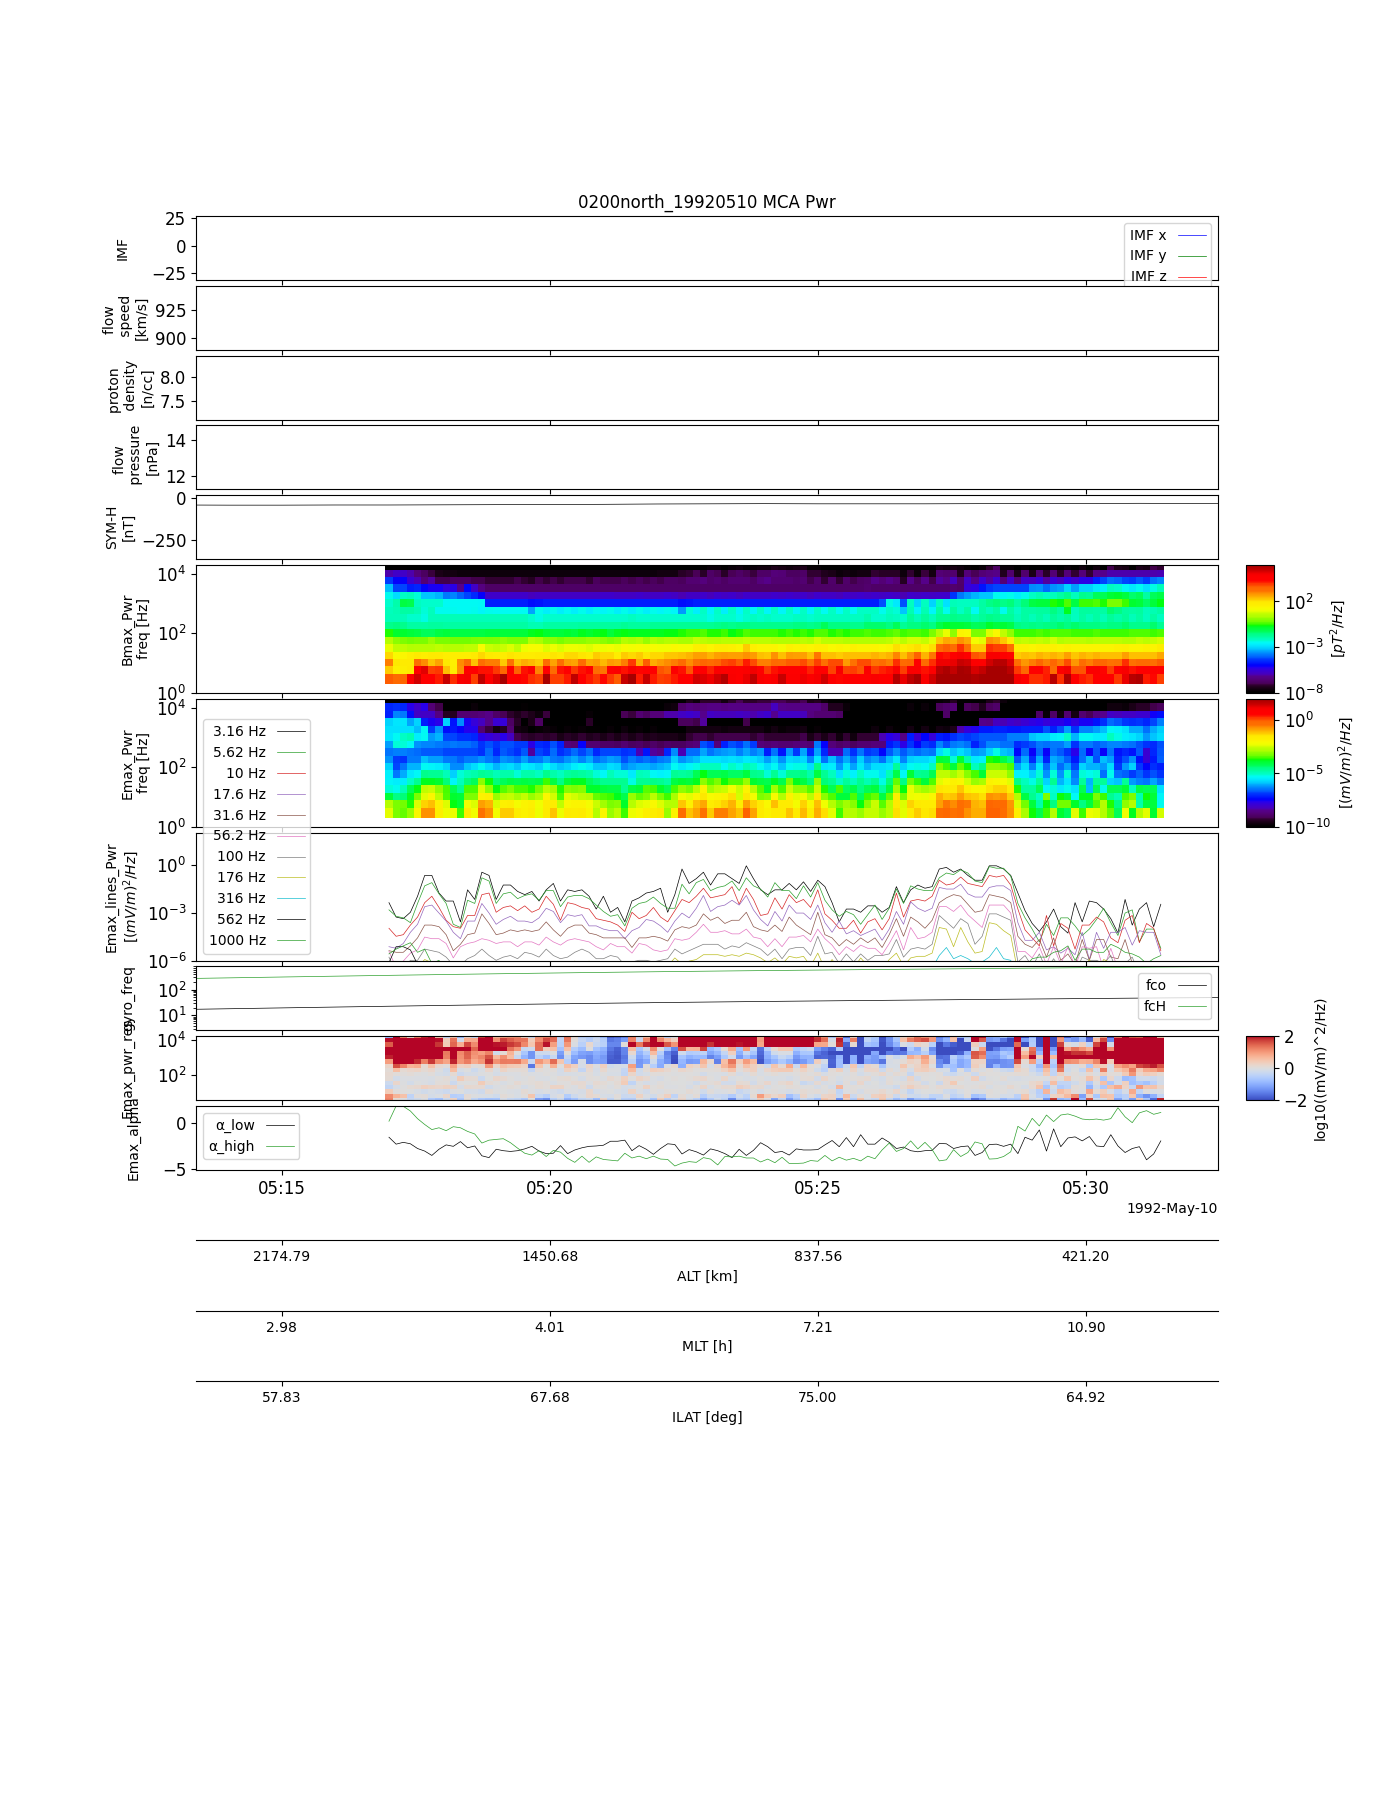 0200north_19920510 MCA Pwr
25
0
−25
IMF
IMF x
IMF y
IMF z
925
900
flow
speed
[km/s]
8.0
7.5
proton
density
[n/cc]
14
12
flow
pressure
[nPa]
0
−250
SYM-H
[nT]
10^4
10^2
10^0
Bmax_Pwr
freq [Hz]
10^2
10^−3
10^−8
[pT^2/Hz]
10^4
10^2
10^0
Emax_Pwr
freq [Hz]
10^0
10^−5
10^−10
[(mV/m)^2/Hz]
3.16 Hz
5.62 Hz
10 Hz
17.6 Hz
31.6 Hz
56.2 Hz
100 Hz
176 Hz
316 Hz
562 Hz
1000 Hz
10^0
10^−3
10^−6
Emax_lines_Pwr
[(mV/m)^2/Hz]
10^2
10^1
gyro_freq
fco
fcH
10^4
10^2
Emax_pwr_res
2
0
−2
log10((mV/m)^2/Hz)
0
−5
Emax_alpha
α_low
α_high
05:15
05:20
05:25
05:30
1992-May-10
2174.79
1450.68
837.56
421.20
ALT [km]
2.98
4.01
7.21
10.90
MLT [h]
57.83
67.68
75.00
64.92
ILAT [deg]